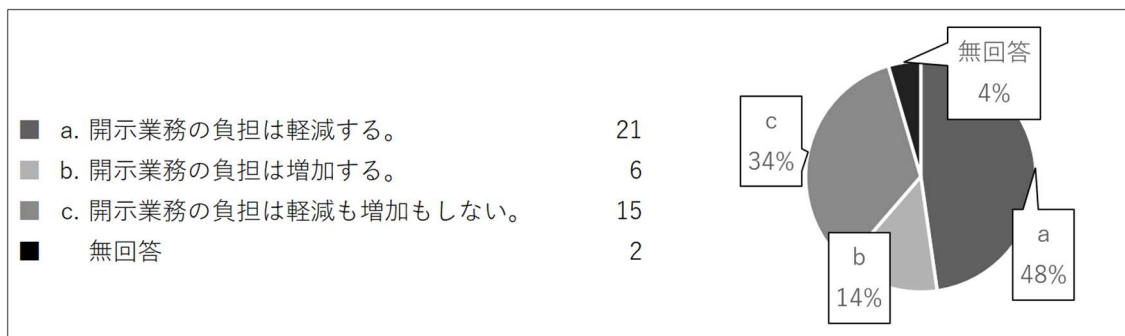 a. 開示業務の負担は軽減する。 21
b. 開示業務の負担は増加する。 6
c. 開示業務の負担は軽減も増加もしない。 15
無回答 2
無回答
4%
c
34%
a
48%
b
14%